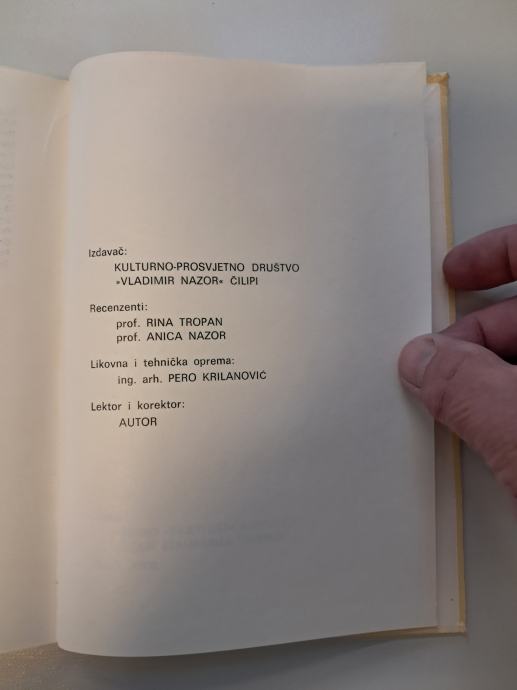 Izdavač:
KULTURNO-PROSVJETNO DRUŠTVO
»VLADIMIR NAZOR« ČILIPI
Recenzenti:
prof. RINA TROPAN
prof. ANICA NAZOR
Likovna i tehnička oprema:
ing. arh. PERO KRILANOVIĆ
Lektor i korektor:
AUTOR